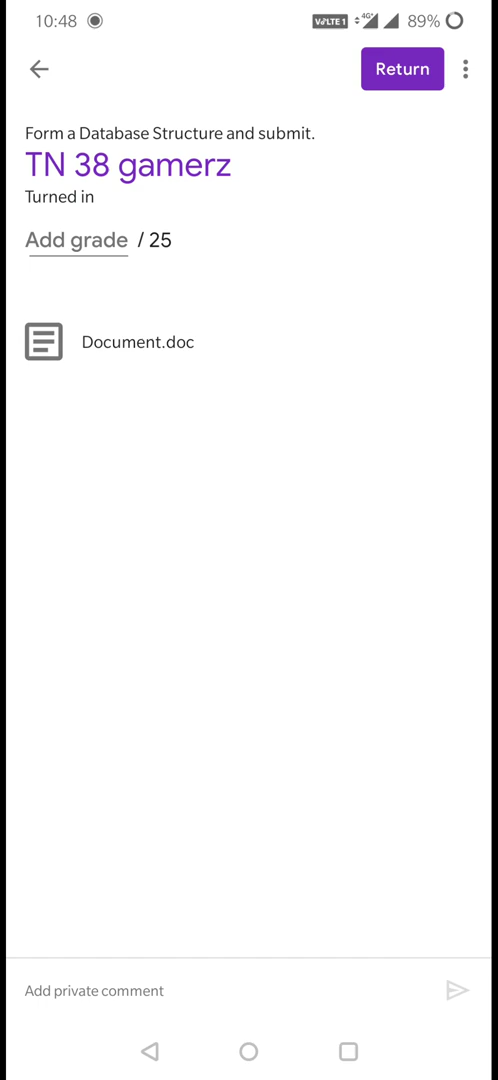 10:48 VoLTE 1 4G+ 89%
Return
Form a Database Structure and submit.
TN 38 gamerz
Turned in
Add grade / 25
Document.doc
Add private comment